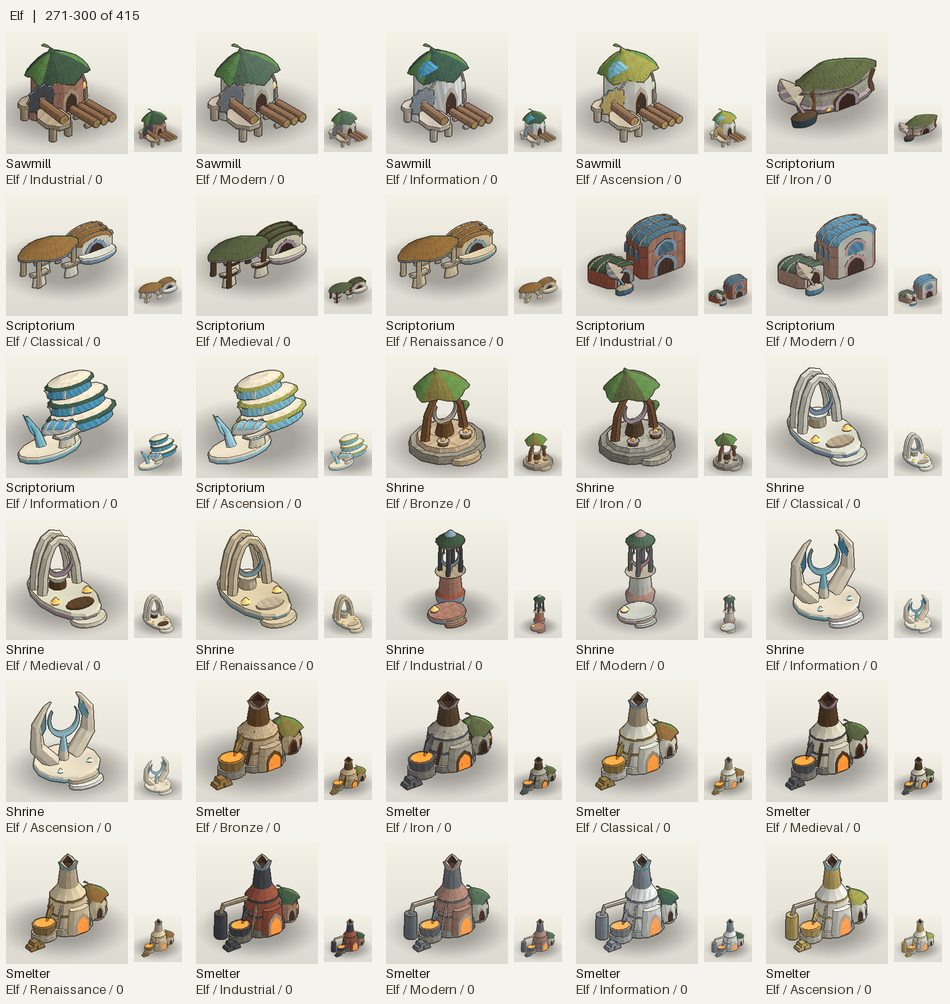 Elf | 271-300 of 415
Sawmill
Elf / Industrial / 0
Sawmill
Elf / Modern / 0
Sawmill
Elf / Information / 0
Sawmill
Elf / Ascension / 0
Scriptorium
Elf / Iron / 0
Scriptorium
Elf / Classical / 0
Scriptorium
Elf / Medieval / 0
Scriptorium
Elf / Renaissance / 0
Scriptorium
Elf / Industrial / 0
Scriptorium
Elf / Modern / 0
Scriptorium
Elf / Information / 0
Scriptorium
Elf / Ascension / 0
Shrine
Elf / Bronze / 0
Shrine
Elf / Iron / 0
Shrine
Elf / Classical / 0
Shrine
Elf / Medieval / 0
Shrine
Elf / Renaissance / 0
Shrine
Elf / Industrial / 0
Shrine
Elf / Modern / 0
Shrine
Elf / Information / 0
Shrine
Elf / Ascension / 0
Smelter
Elf / Bronze / 0
Smelter
Elf / Iron / 0
Smelter
Elf / Classical / 0
Smelter
Elf / Medieval / 0
Smelter
Elf / Renaissance / 0
Smelter
Elf / Industrial / 0
Smelter
Elf / Modern / 0
Smelter
Elf / Information / 0
Smelter
Elf / Ascension / 0